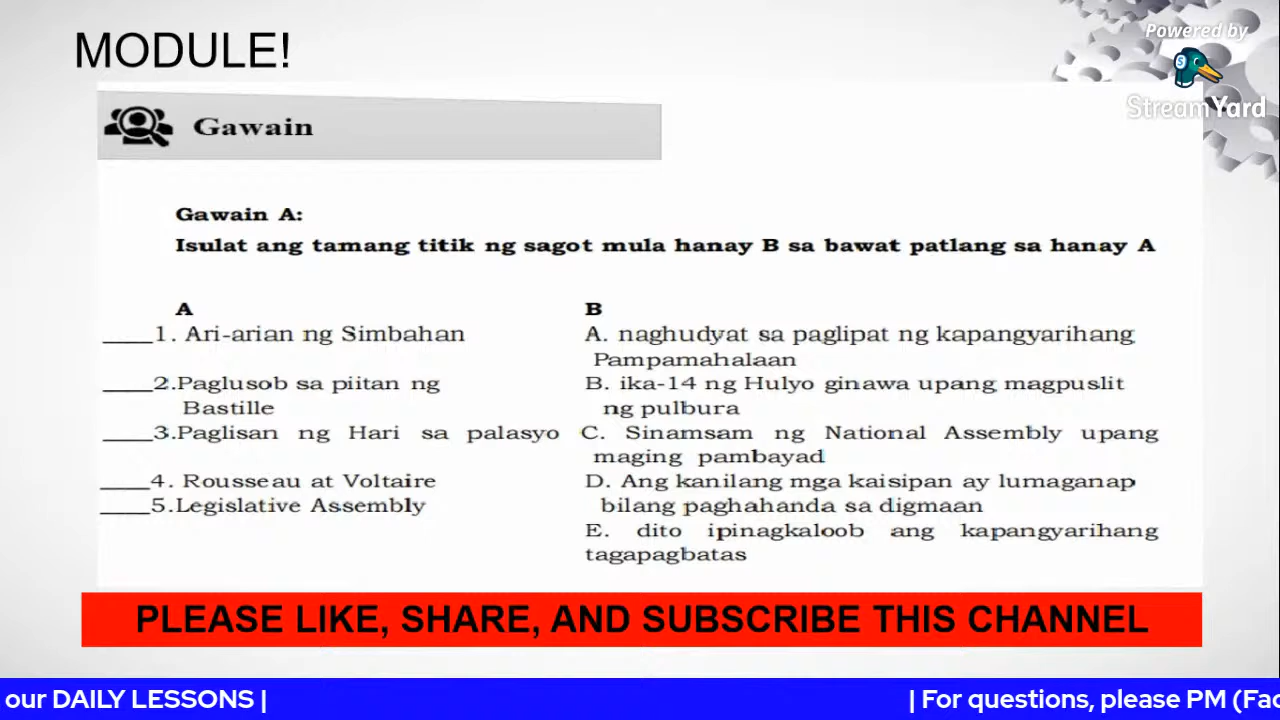 MODULE!
Powered by
StreamYard
Gawain
Gawain A:
Isulat ang tamang titik ng sagot mula hanay B sa bawat patlang sa hanay A
A
B
____1. Ari-arian ng Simbahan
A. naghudyat sa paglipat ng kapangyarihang
Pampamahalaan
____2.Paglusob sa piitan ng
Bastille
B. ika-14 ng Hulyo ginawa upang magpuslit
ng pulbura
____3.Paglisan ng Hari sa palasyo
C. Sinamsam ng National Assembly upang
maging pambayad
____4. Rousseau at Voltaire
D. Ang kanilang mga kaisipan ay lumaganap
bilang paghahanda sa digmaan
____5.Legislative Assembly
E. dito ipinagkaloob ang kapangyarihang
tagapagbatas
PLEASE LIKE, SHARE, AND SUBSCRIBE THIS CHANNEL
our DAILY LESSONS |
| For questions, please PM (Fac